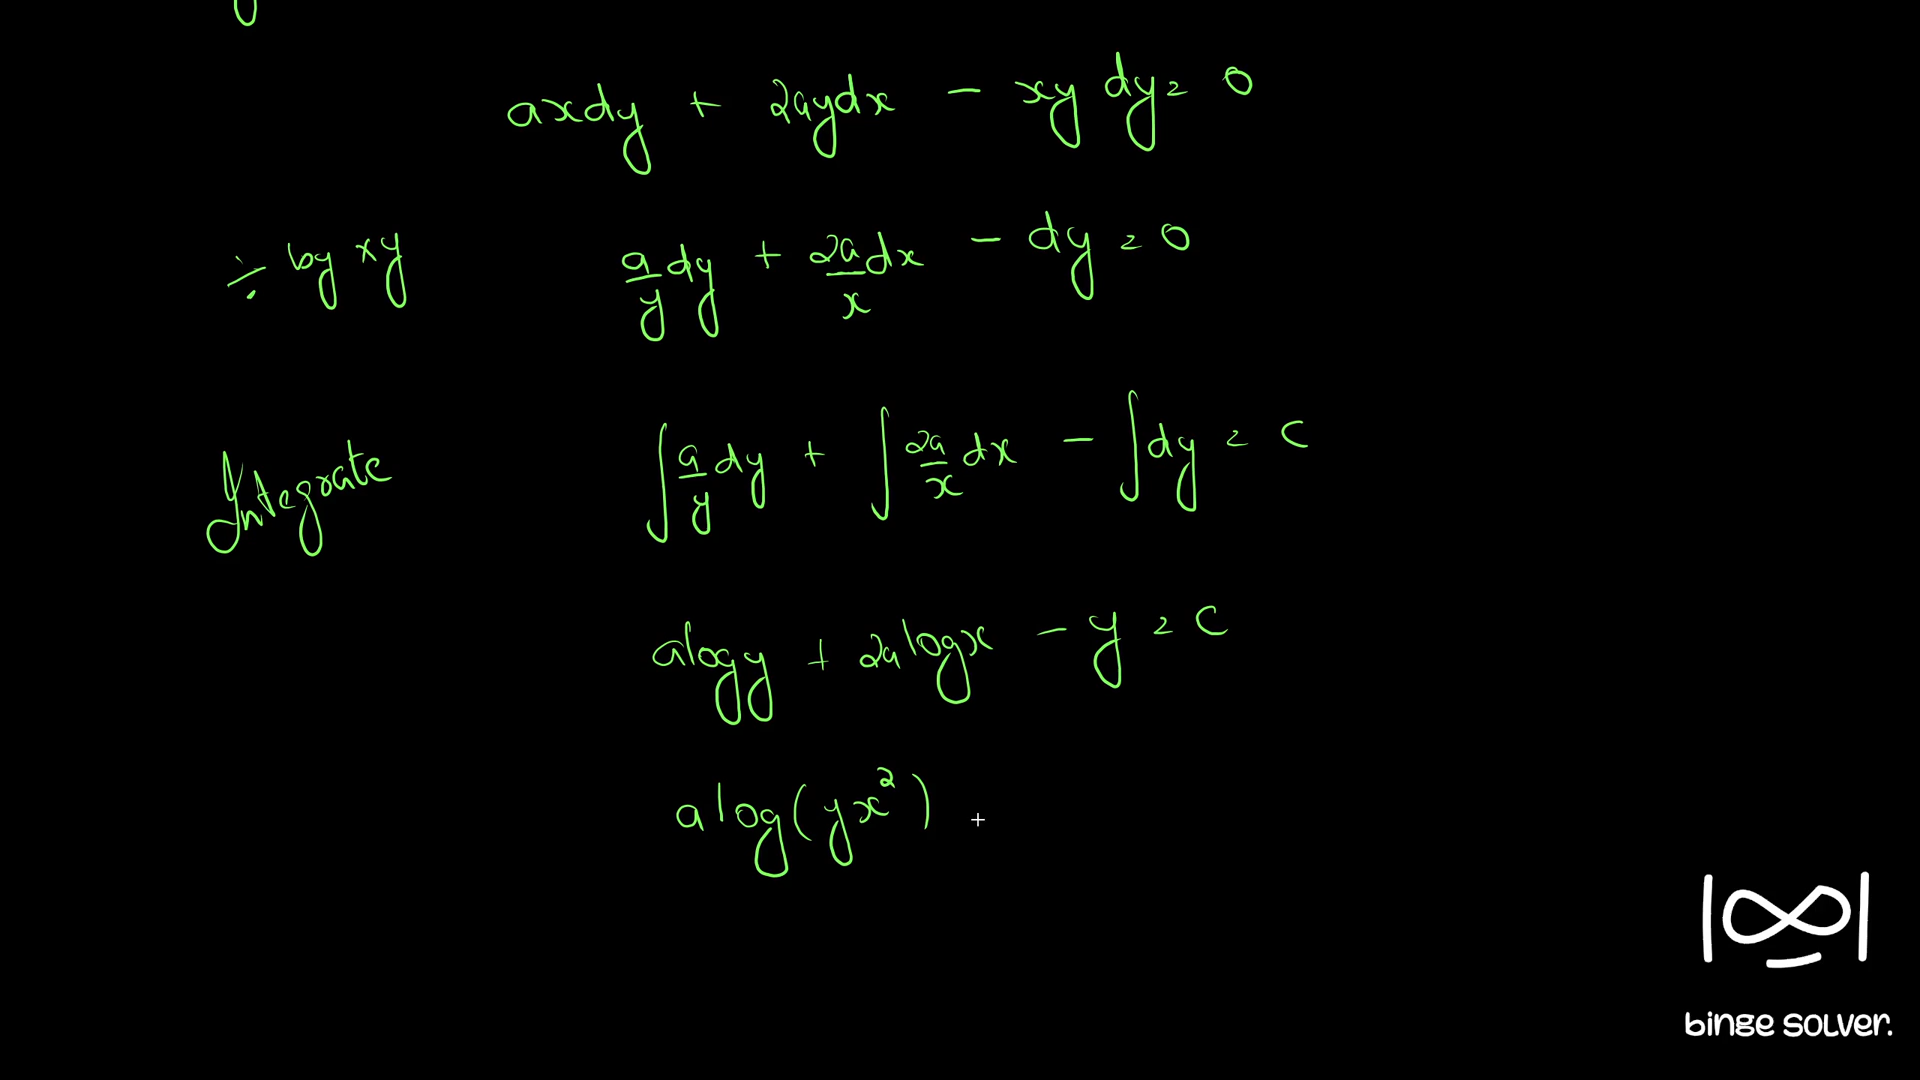 axdy + 2aydx - xy dy = 0
÷ by xy a/y dy + 2a/x dx - dy = 0
Integrate ∫ a/y dy + ∫ 2a/x dx - ∫ dy = c
alogy + 2alogx - y = c
a log(yx²)
binge solver.